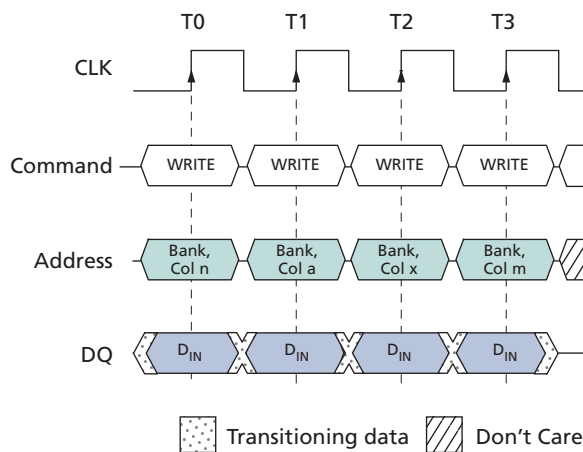 T0 T1 T2 T3
CLK
Command WRITE WRITE WRITE WRITE
Address Bank, Col n Bank, Col a Bank, Col x Bank, Col m
DQ DIN DIN DIN DIN
Transitioning data Don't Care